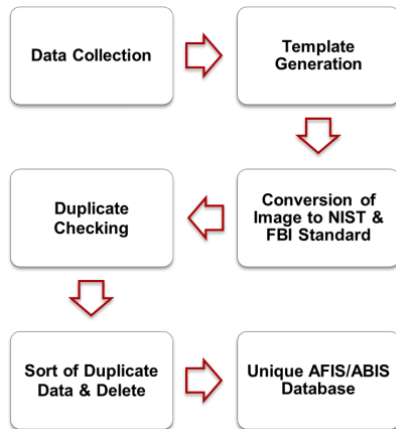 Data Collection
Template
Generation
Conversion of
Image to NIST &
FBI Standard
Duplicate
Checking
Sort of Duplicate
Data & Delete
Unique AFIS/ABIS
Database